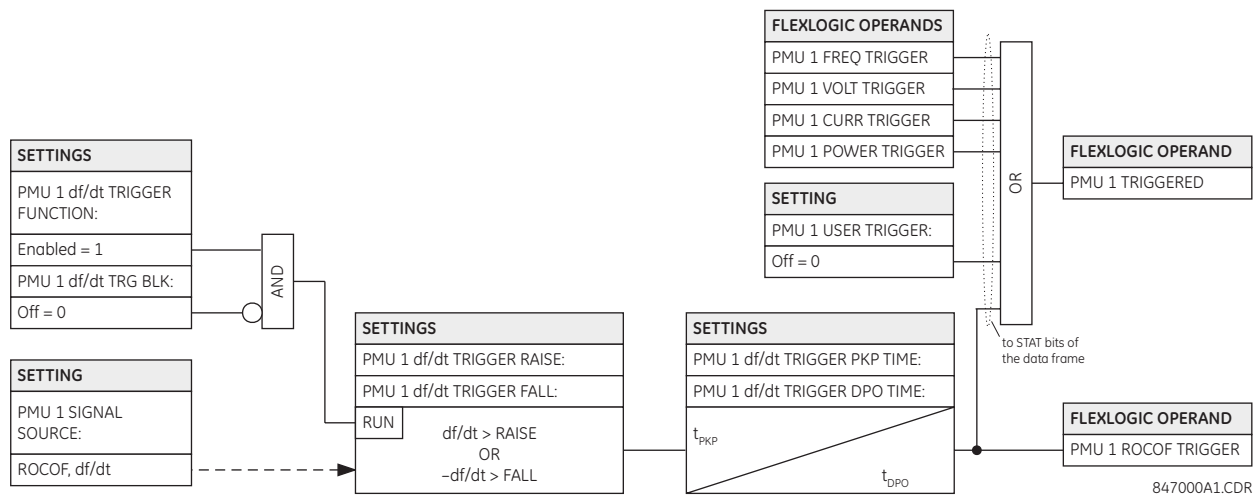 FLEXLOGIC OPERANDS
PMU 1 FREQ TRIGGER
PMU 1 VOLT TRIGGER
PMU 1 CURR TRIGGER
PMU 1 POWER TRIGGER
SETTING
PMU 1 USER TRIGGER:
Off = 0
OR
to STAT bits of
the data frame
FLEXLOGIC OPERAND
PMU 1 TRIGGERED
SETTINGS
PMU 1 df/dt TRIGGER
FUNCTION:
Enabled = 1
PMU 1 df/dt TRG BLK:
Off = 0
AND
SETTING
PMU 1 SIGNAL
SOURCE:
ROCOF, df/dt
SETTINGS
PMU 1 df/dt TRIGGER RAISE:
PMU 1 df/dt TRIGGER FALL:
RUN
df/dt > RAISE
OR
–df/dt > FALL
SETTINGS
PMU 1 df/dt TRIGGER PKP TIME:
PMU 1 df/dt TRIGGER DPO TIME:
tPKP
tDPO
FLEXLOGIC OPERAND
PMU 1 ROCOF TRIGGER
847000A1.CDR